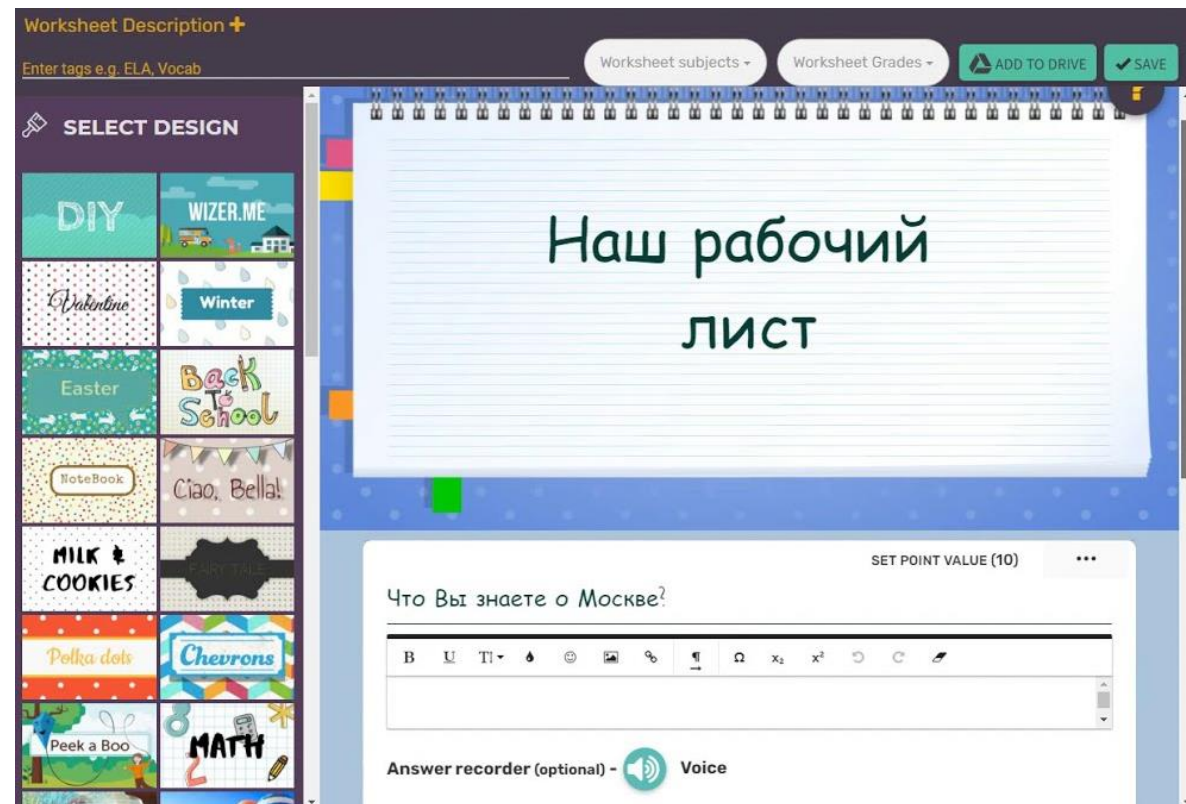 Worksheet Description +
Enter tags e.g. ELA, Vocab
Worksheet subjects
Worksheet Grades
ADD TO DRIVE
SAVE
?
SELECT DESIGN
DIY
WIZER.ME
Valentine
Winter
Easter
Back
To
School
NoteBook
Ciao, Bella!
MILK &
COOKIES
FAIRY TALE
Polka dots
Chevrons
Peek a Boo
MATH
Наш рабочий
лист
SET POINT VALUE (10)
•••
Что Вы знаете о Москве?
B U T Ω x₂ x²
Answer recorder (optional) - Voice